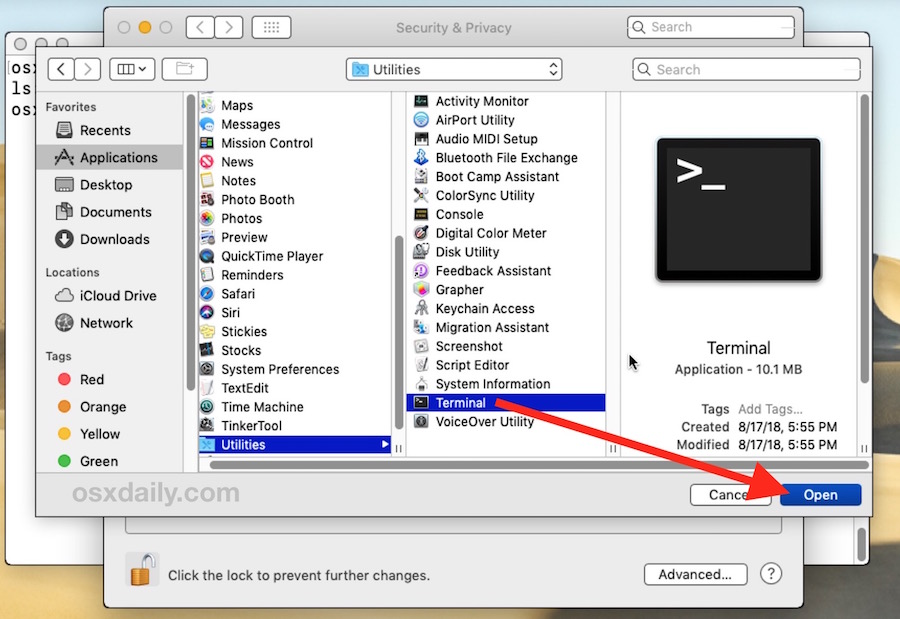 Security & Privacy
Search
osx
ls
osx
Utilities
Search
Favorites
Recents
Applications
Desktop
Documents
Downloads
Locations
iCloud Drive
Network
Tags
Red
Orange
Yellow
Green
Maps
Messages
Mission Control
News
Notes
Photo Booth
Photos
Preview
QuickTime Player
Reminders
Safari
Siri
Stickies
Stocks
System Preferences
TextEdit
Time Machine
TinkerTool
Utilities
Activity Monitor
AirPort Utility
Audio MIDI Setup
Bluetooth File Exchange
Boot Camp Assistant
ColorSync Utility
Console
Digital Color Meter
Disk Utility
Feedback Assistant
Grapher
Keychain Access
Migration Assistant
Screenshot
Script Editor
System Information
Terminal
VoiceOver Utility
>_
Terminal
Application - 10.1 MB
Tags Add Tags...
Created 8/17/18, 5:55 PM
Modified 8/17/18, 5:55 PM
osxdaily.com
Cancel
Open
Click the lock to prevent further changes.
Advanced...
?